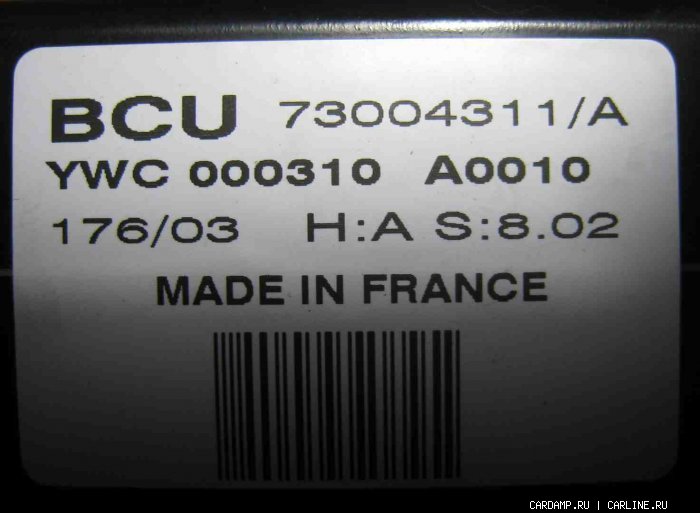 BCU 73004311/A
YWC 000310 A0010
176/03 H:A S:8.02
MADE IN FRANCE
CARDAMP.RU | CARLINE.RU